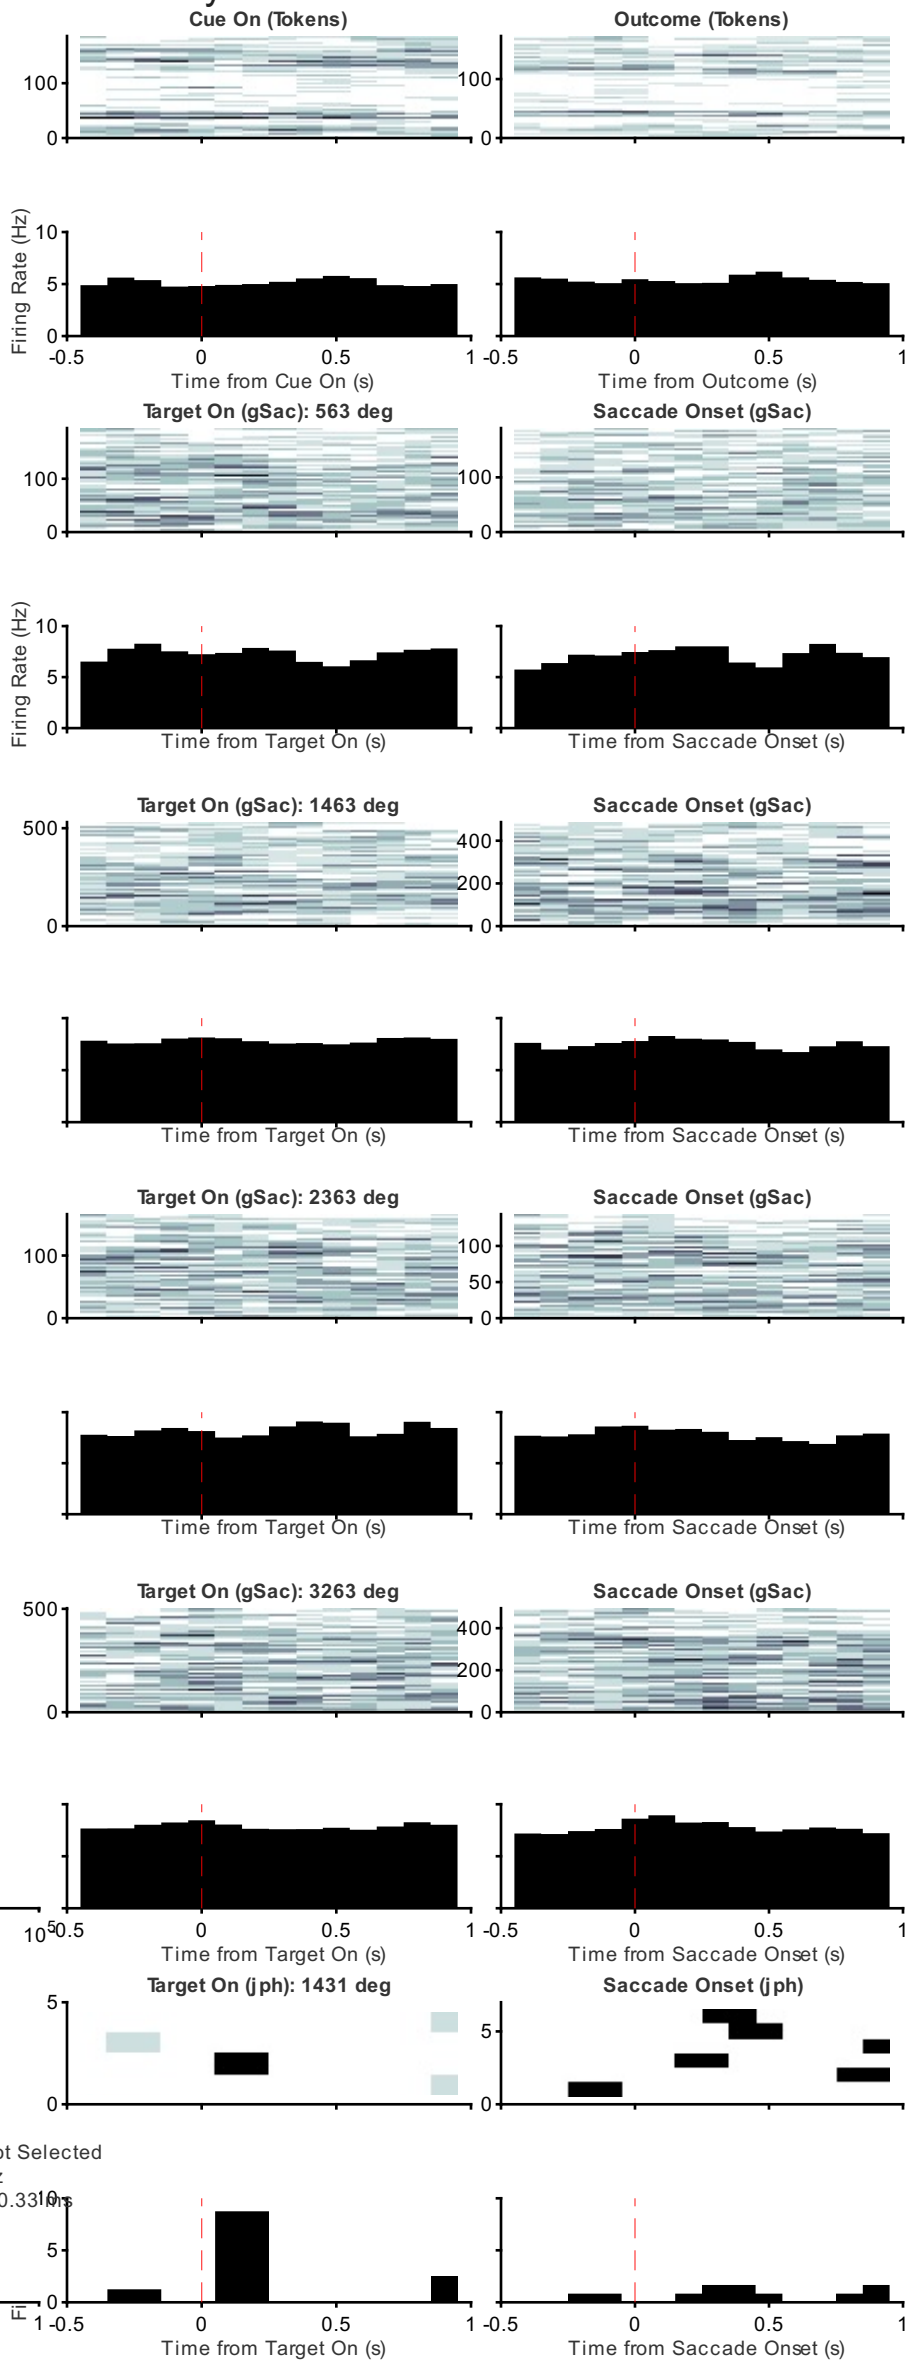 y
Cue On (Tokens) Outcome (Tokens)
100 100
0 0
Firing Rate (Hz)
10
5
0
-0.5 0 0.5 1 -0.5 0 0.5 1
Time from Cue On (s) Time from Outcome (s)
Target On (gSac): 563 deg Saccade Onset (gSac)
100 100
0 0
Firing Rate (Hz)
10
5
0
Time from Target On (s) Time from Saccade Onset (s)
Target On (gSac): 1463 deg Saccade Onset (gSac)
500 400
200
0 0
Time from Target On (s) Time from Saccade Onset (s)
Target On (gSac): 2363 deg Saccade Onset (gSac)
100 100
50
0 0
Time from Target On (s) Time from Saccade Onset (s)
Target On (gSac): 3263 deg Saccade Onset (gSac)
500 400
200
0 0
10⁵ -0.5 0 0.5 1 -0.5 0 0.5 1
Time from Target On (s) Time from Saccade Onset (s)
Target On (jph): 1431 deg Saccade Onset (jph)
5 5
0 0
ot Selected
z
0.33 ms
10
5
0
Fi
1 -0.5 0 0.5 1 -0.5 0 0.5 1
Time from Target On (s) Time from Saccade Onset (s)